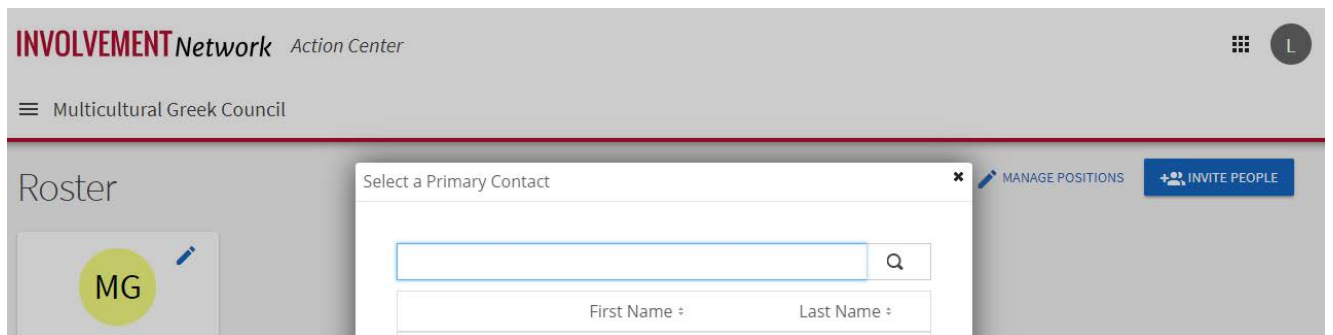 INVOLVEMENT Network Action Center
L
Multicultural Greek Council
Roster
Select a Primary Contact
MANAGE POSITIONS
INVITE PEOPLE
MG
First Name
Last Name